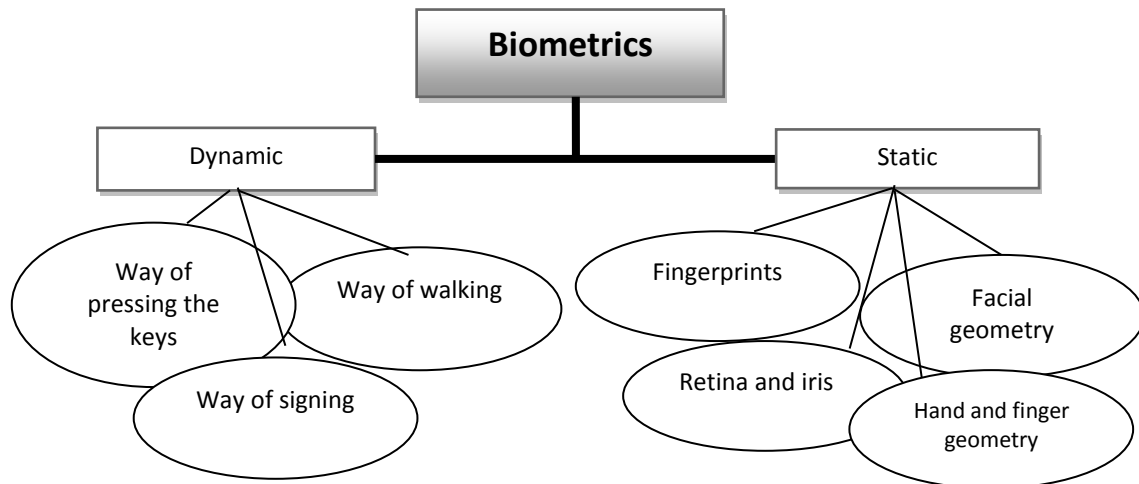 Biometrics
Dynamic
Static
Way of
pressing the
keys
Way of walking
Way of signing
Fingerprints
Facial
geometry
Retina and iris
Hand and finger
geometry